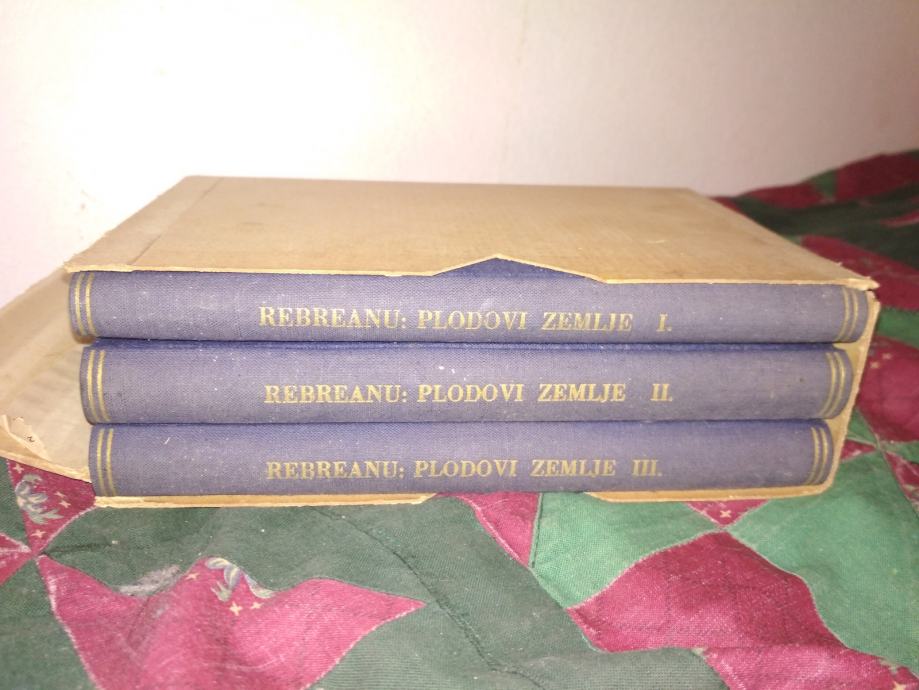 REBREANU: PLODOVI ZEMLJE I.
REBREANU: PLODOVI ZEMLJE II.
REBREANU: PLODOVI ZEMLJE III.